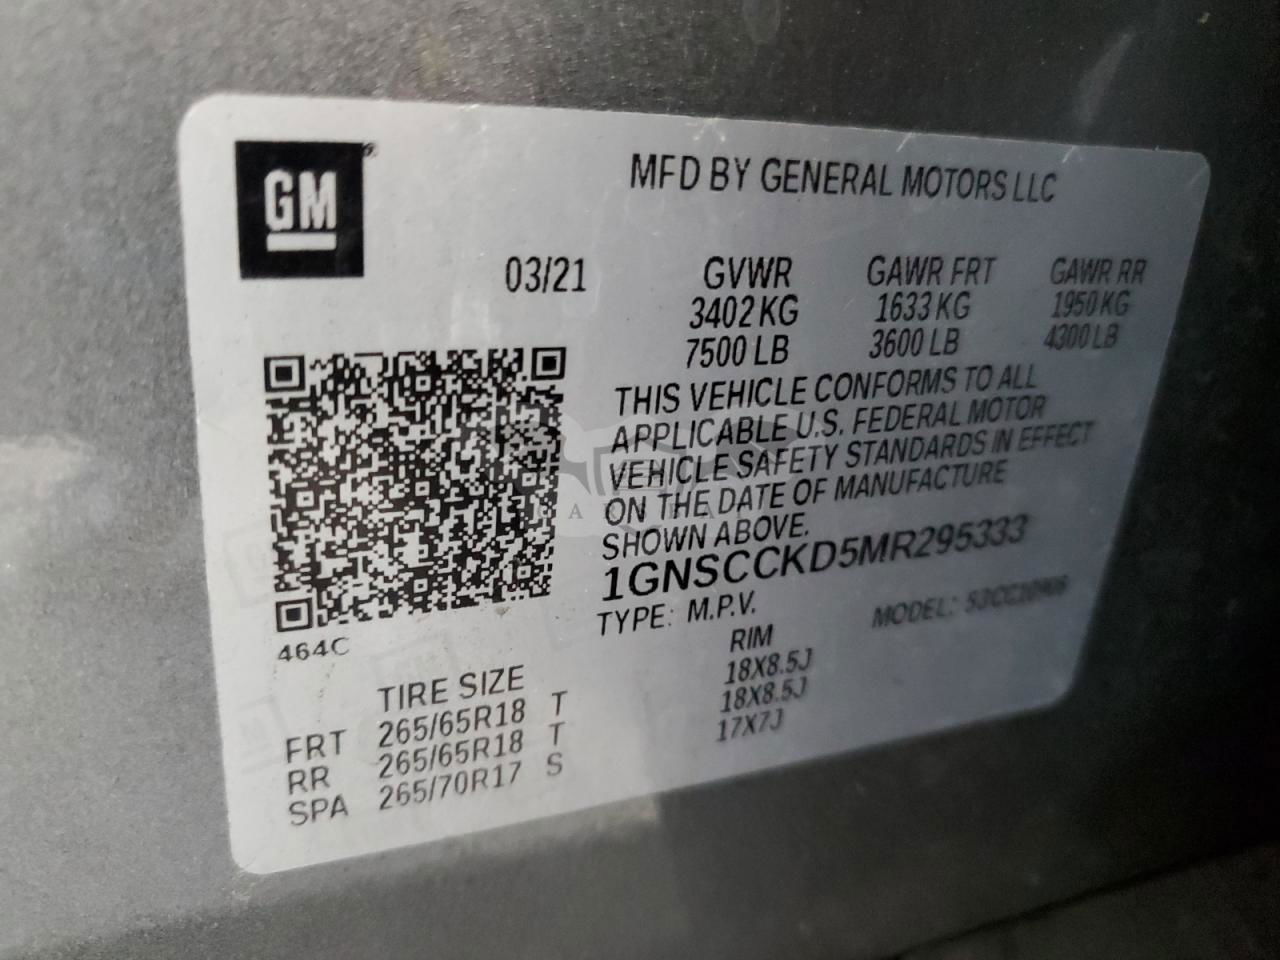 GM
MFD BY GENERAL MOTORS LLC
03/21
GVWR GAWR FRT GAWR RR
3402 KG 1633 KG 1950 KG
7500 LB 3600 LB 4300 LB
THIS VEHICLE CONFORMS TO ALL
APPLICABLE U.S. FEDERAL MOTOR
VEHICLE SAFETY STANDARDS IN EFFECT
ON THE DATE OF MANUFACTURE
SHOWN ABOVE.
1GNSCCKD5MR295333
TYPE: M.P.V. MODEL:
464C
TIRE SIZE RIM
FRT 265/65R18 T 18X8.5J
RR 265/65R18 T 18X8.5J
SPA 265/70R17 S 17X7J